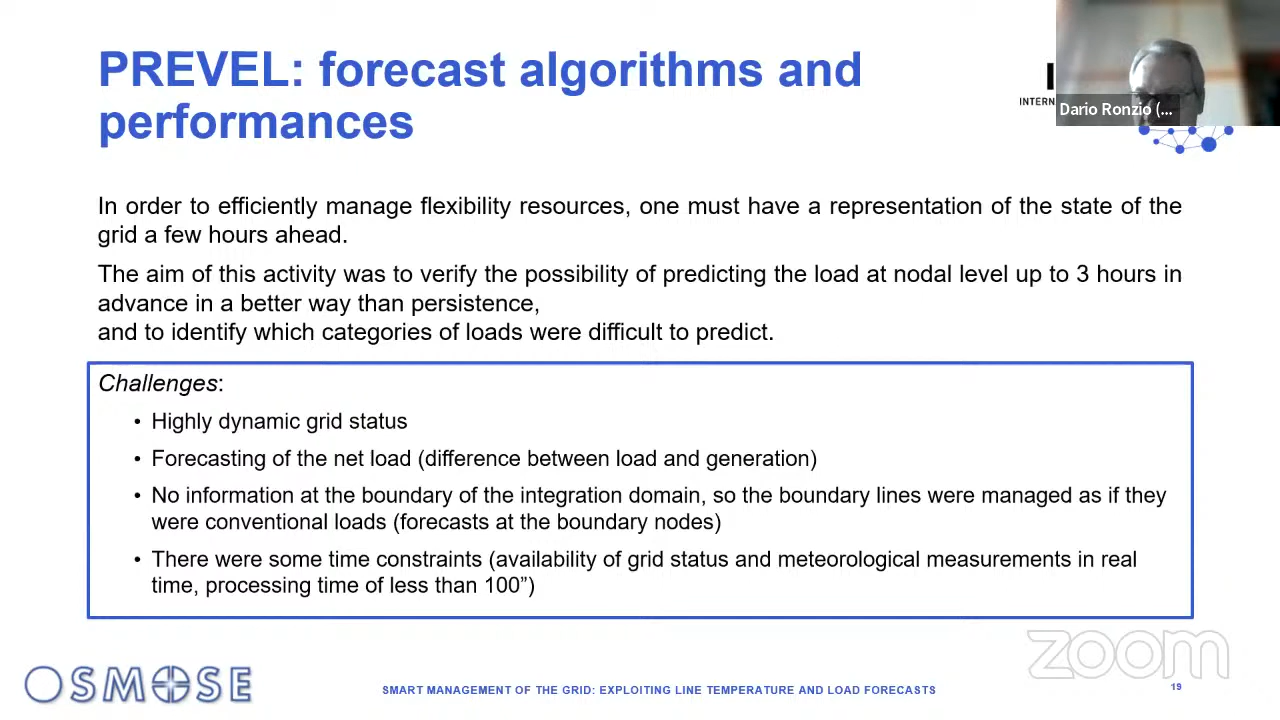 PREVEL: forecast algorithms and
performances
INTERN
Dario Ronzio (...
In order to efficiently manage flexibility resources, one must have a representation of the state of the
grid a few hours ahead.
The aim of this activity was to verify the possibility of predicting the load at nodal level up to 3 hours in
advance in a better way than persistence,
and to identify which categories of loads were difficult to predict.
Challenges:
• Highly dynamic grid status
• Forecasting of the net load (difference between load and generation)
• No information at the boundary of the integration domain, so the boundary lines were managed as if they
were conventional loads (forecasts at the boundary nodes)
• There were some time constraints (availability of grid status and meteorological measurements in real
time, processing time of less than 100”)
zoom
OSMOSE
SMART MANAGEMENT OF THE GRID: EXPLOITING LINE TEMPERATURE AND LOAD FORECASTS
19